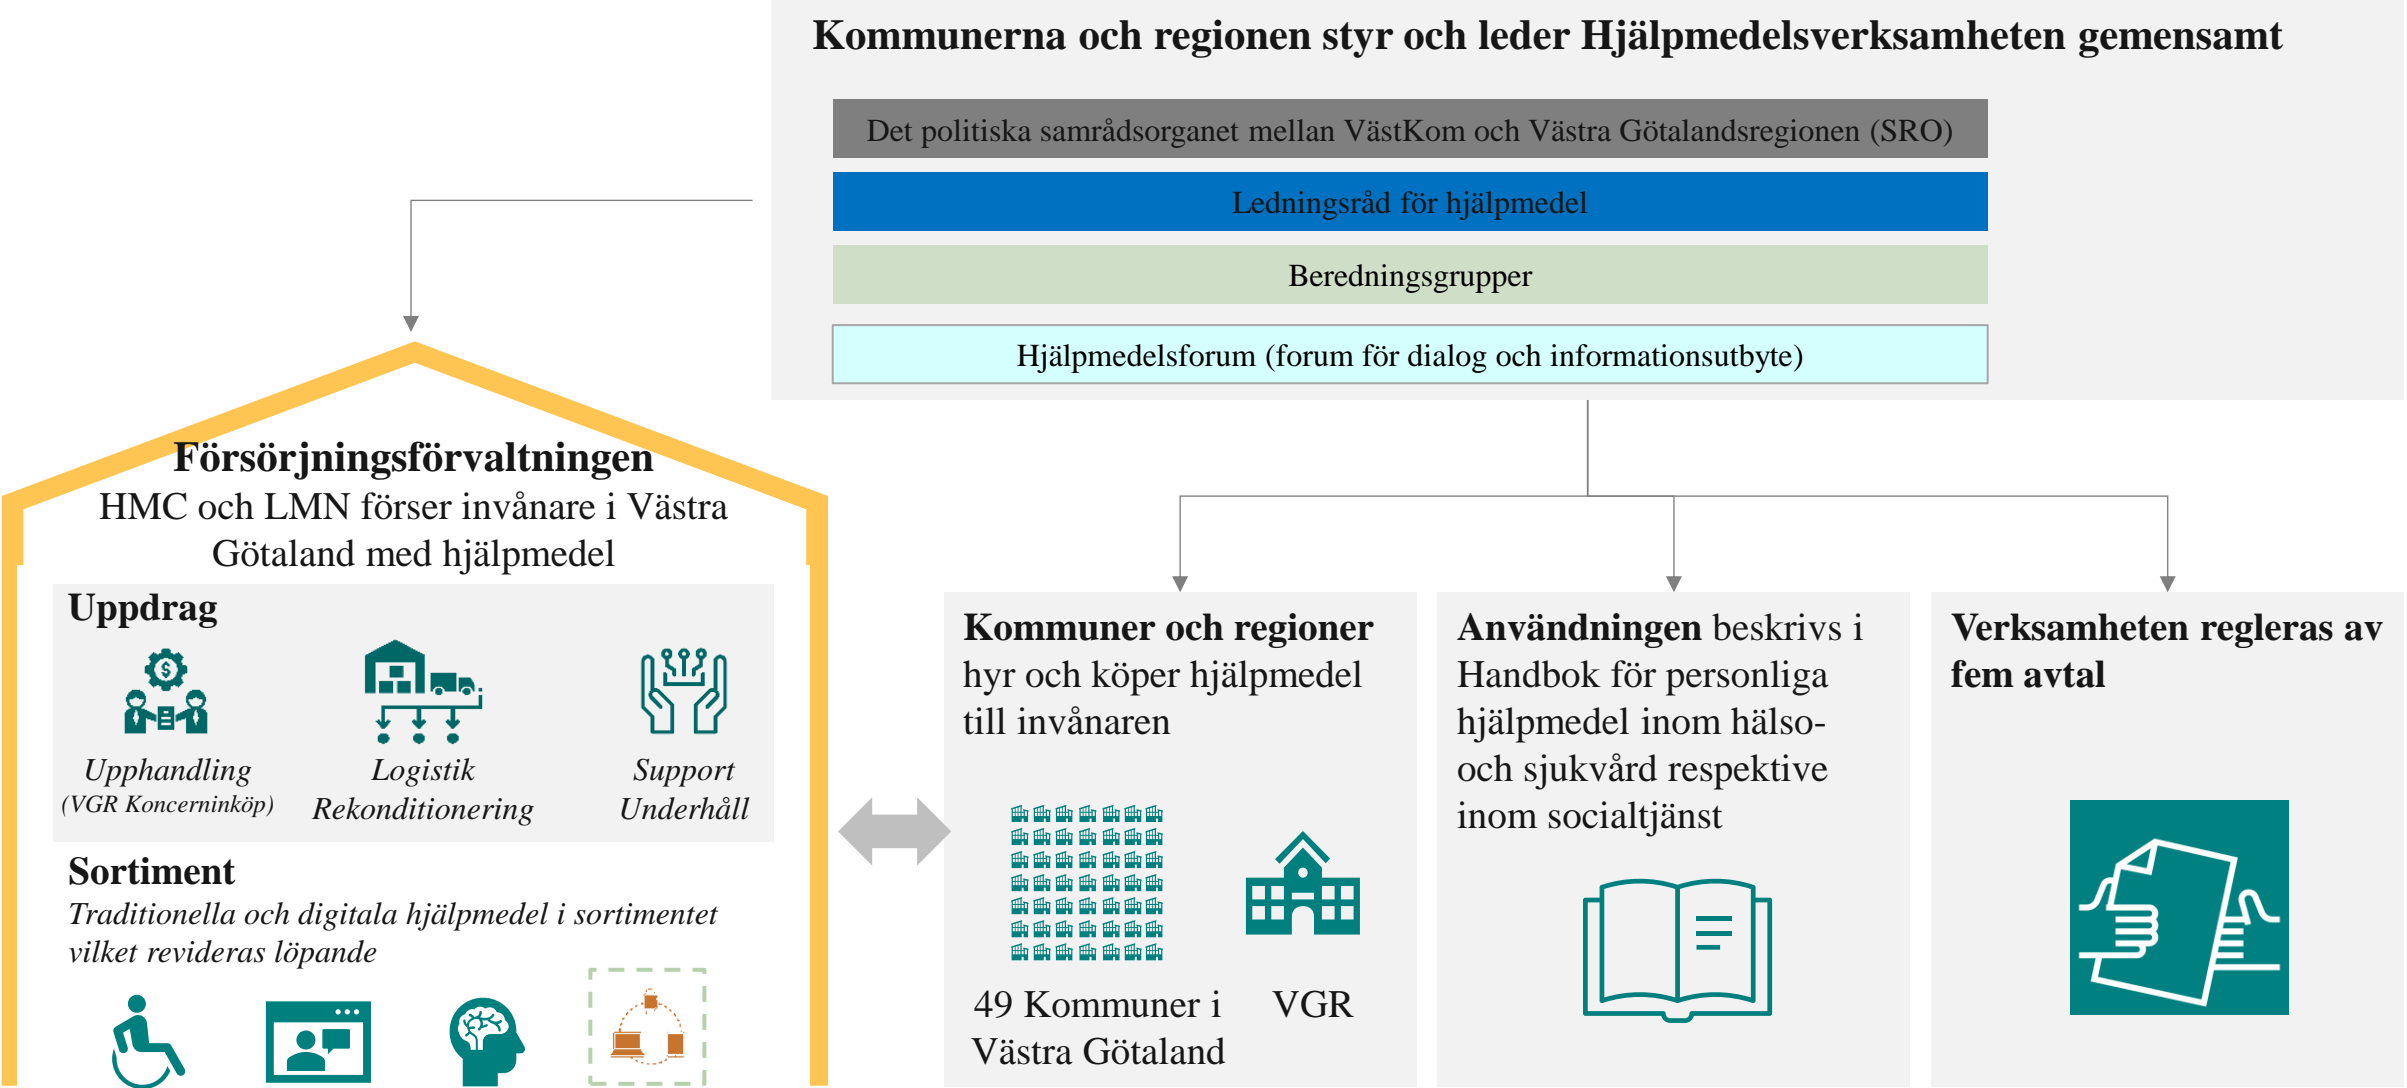 Kommunerna och regionen styr och leder Hjälpmedelsverksamheten gemensamt
Det politiska samrådsorganet mellan VästKom och Västra Götalandsregionen (SRO)
Ledningsråd för hjälpmedel
Beredningsgrupper
Hjälpmedelsforum (forum för dialog och informationsutbyte)
Försörjningsförvaltningen
HMC och LMN förser invånare i Västra
Götaland med hjälpmedel
Uppdrag
Upphandling
(VGR Koncerninköp)
Logistik
Rekonditionering
Support
Underhåll
Sortiment
Traditionella och digitala hjälpmedel i sortimentet
vilket revideras löpande
Kommuner och regioner
hyr och köper hjälpmedel
till invånaren
49 Kommuner i
Västra Götaland
VGR
Användningen beskrivs i
Handbok för personliga
hjälpmedel inom hälso-
och sjukvård respektive
inom socialtjänst
Verksamheten regleras av
fem avtal